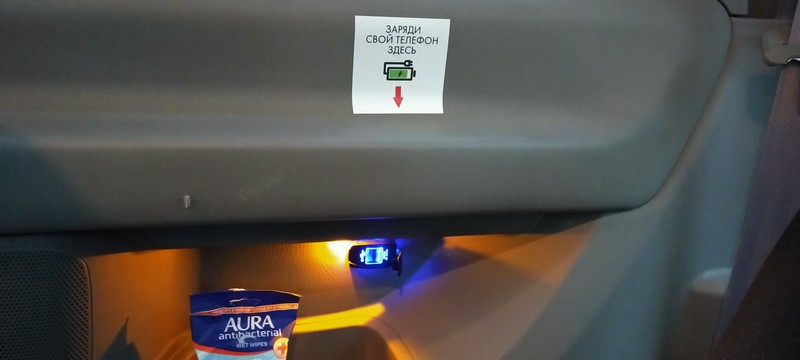 ЗАРЯДИ
СВОЙ ТЕЛЕФОН
ЗДЕСЬ
AURA
antibacterial
WET WIPES